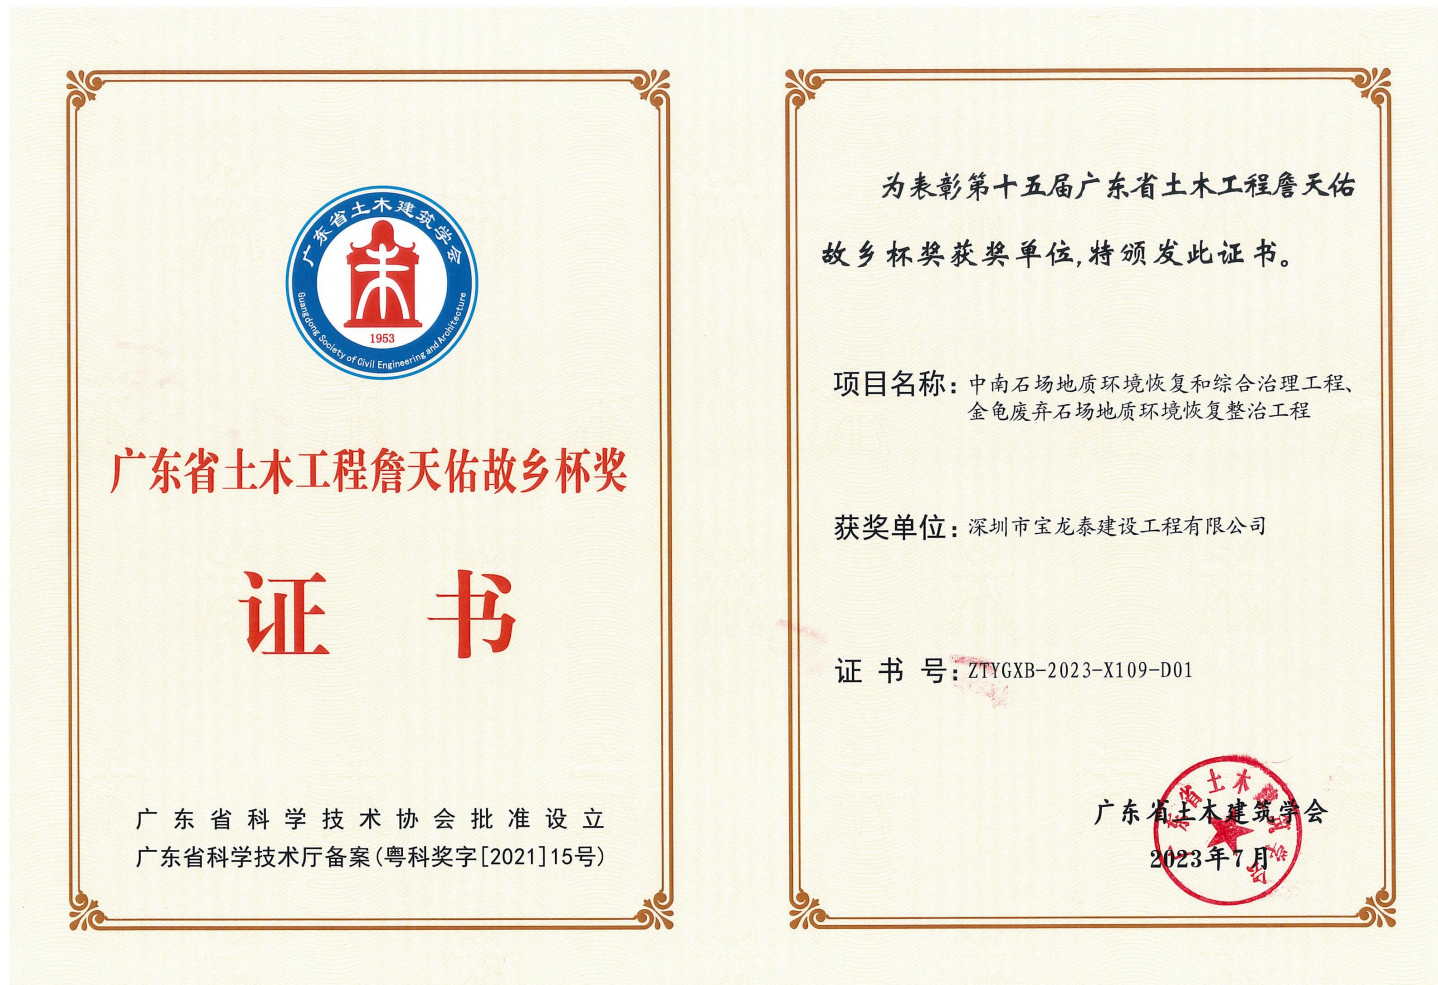 广东省土木建筑学会
1953
Guangdong Society of Civil Engineering and Architecture
广东省土木工程詹天佑故乡杯奖
证 书
广东省科学技术协会批准设立
广东省科学技术厅备案(粤科奖字[2021]15号)
为表彰第十五届广东省土木工程詹天佑
故乡杯奖获奖单位,特颁发此证书。
项目名称: 中南石场地质环境恢复和综合治理工程、
金龟废弃石场地质环境恢复整治工程
获奖单位: 深圳市宝龙泰建设工程有限公司
证 书 号: ZTYGXB-2023-X109-D01
广东省土木建筑学会
2023年7月
广东省土木建筑学会